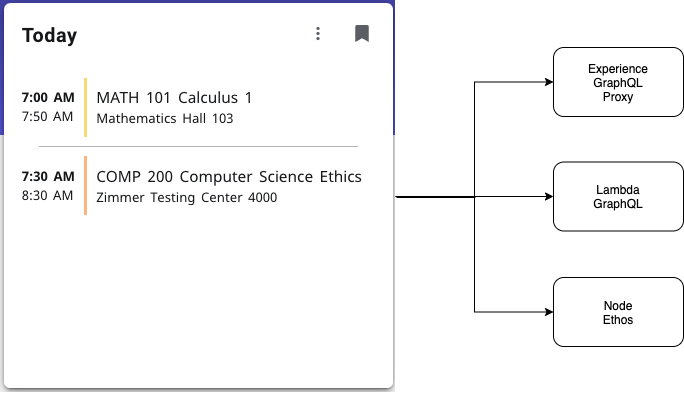 Today
7:00 AM MATH 101 Calculus 1
7:50 AM Mathematics Hall 103
7:30 AM COMP 200 Computer Science Ethics
8:30 AM Zimmer Testing Center 4000
Experience
GraphQL
Proxy
Lambda
GraphQL
Node
Ethos